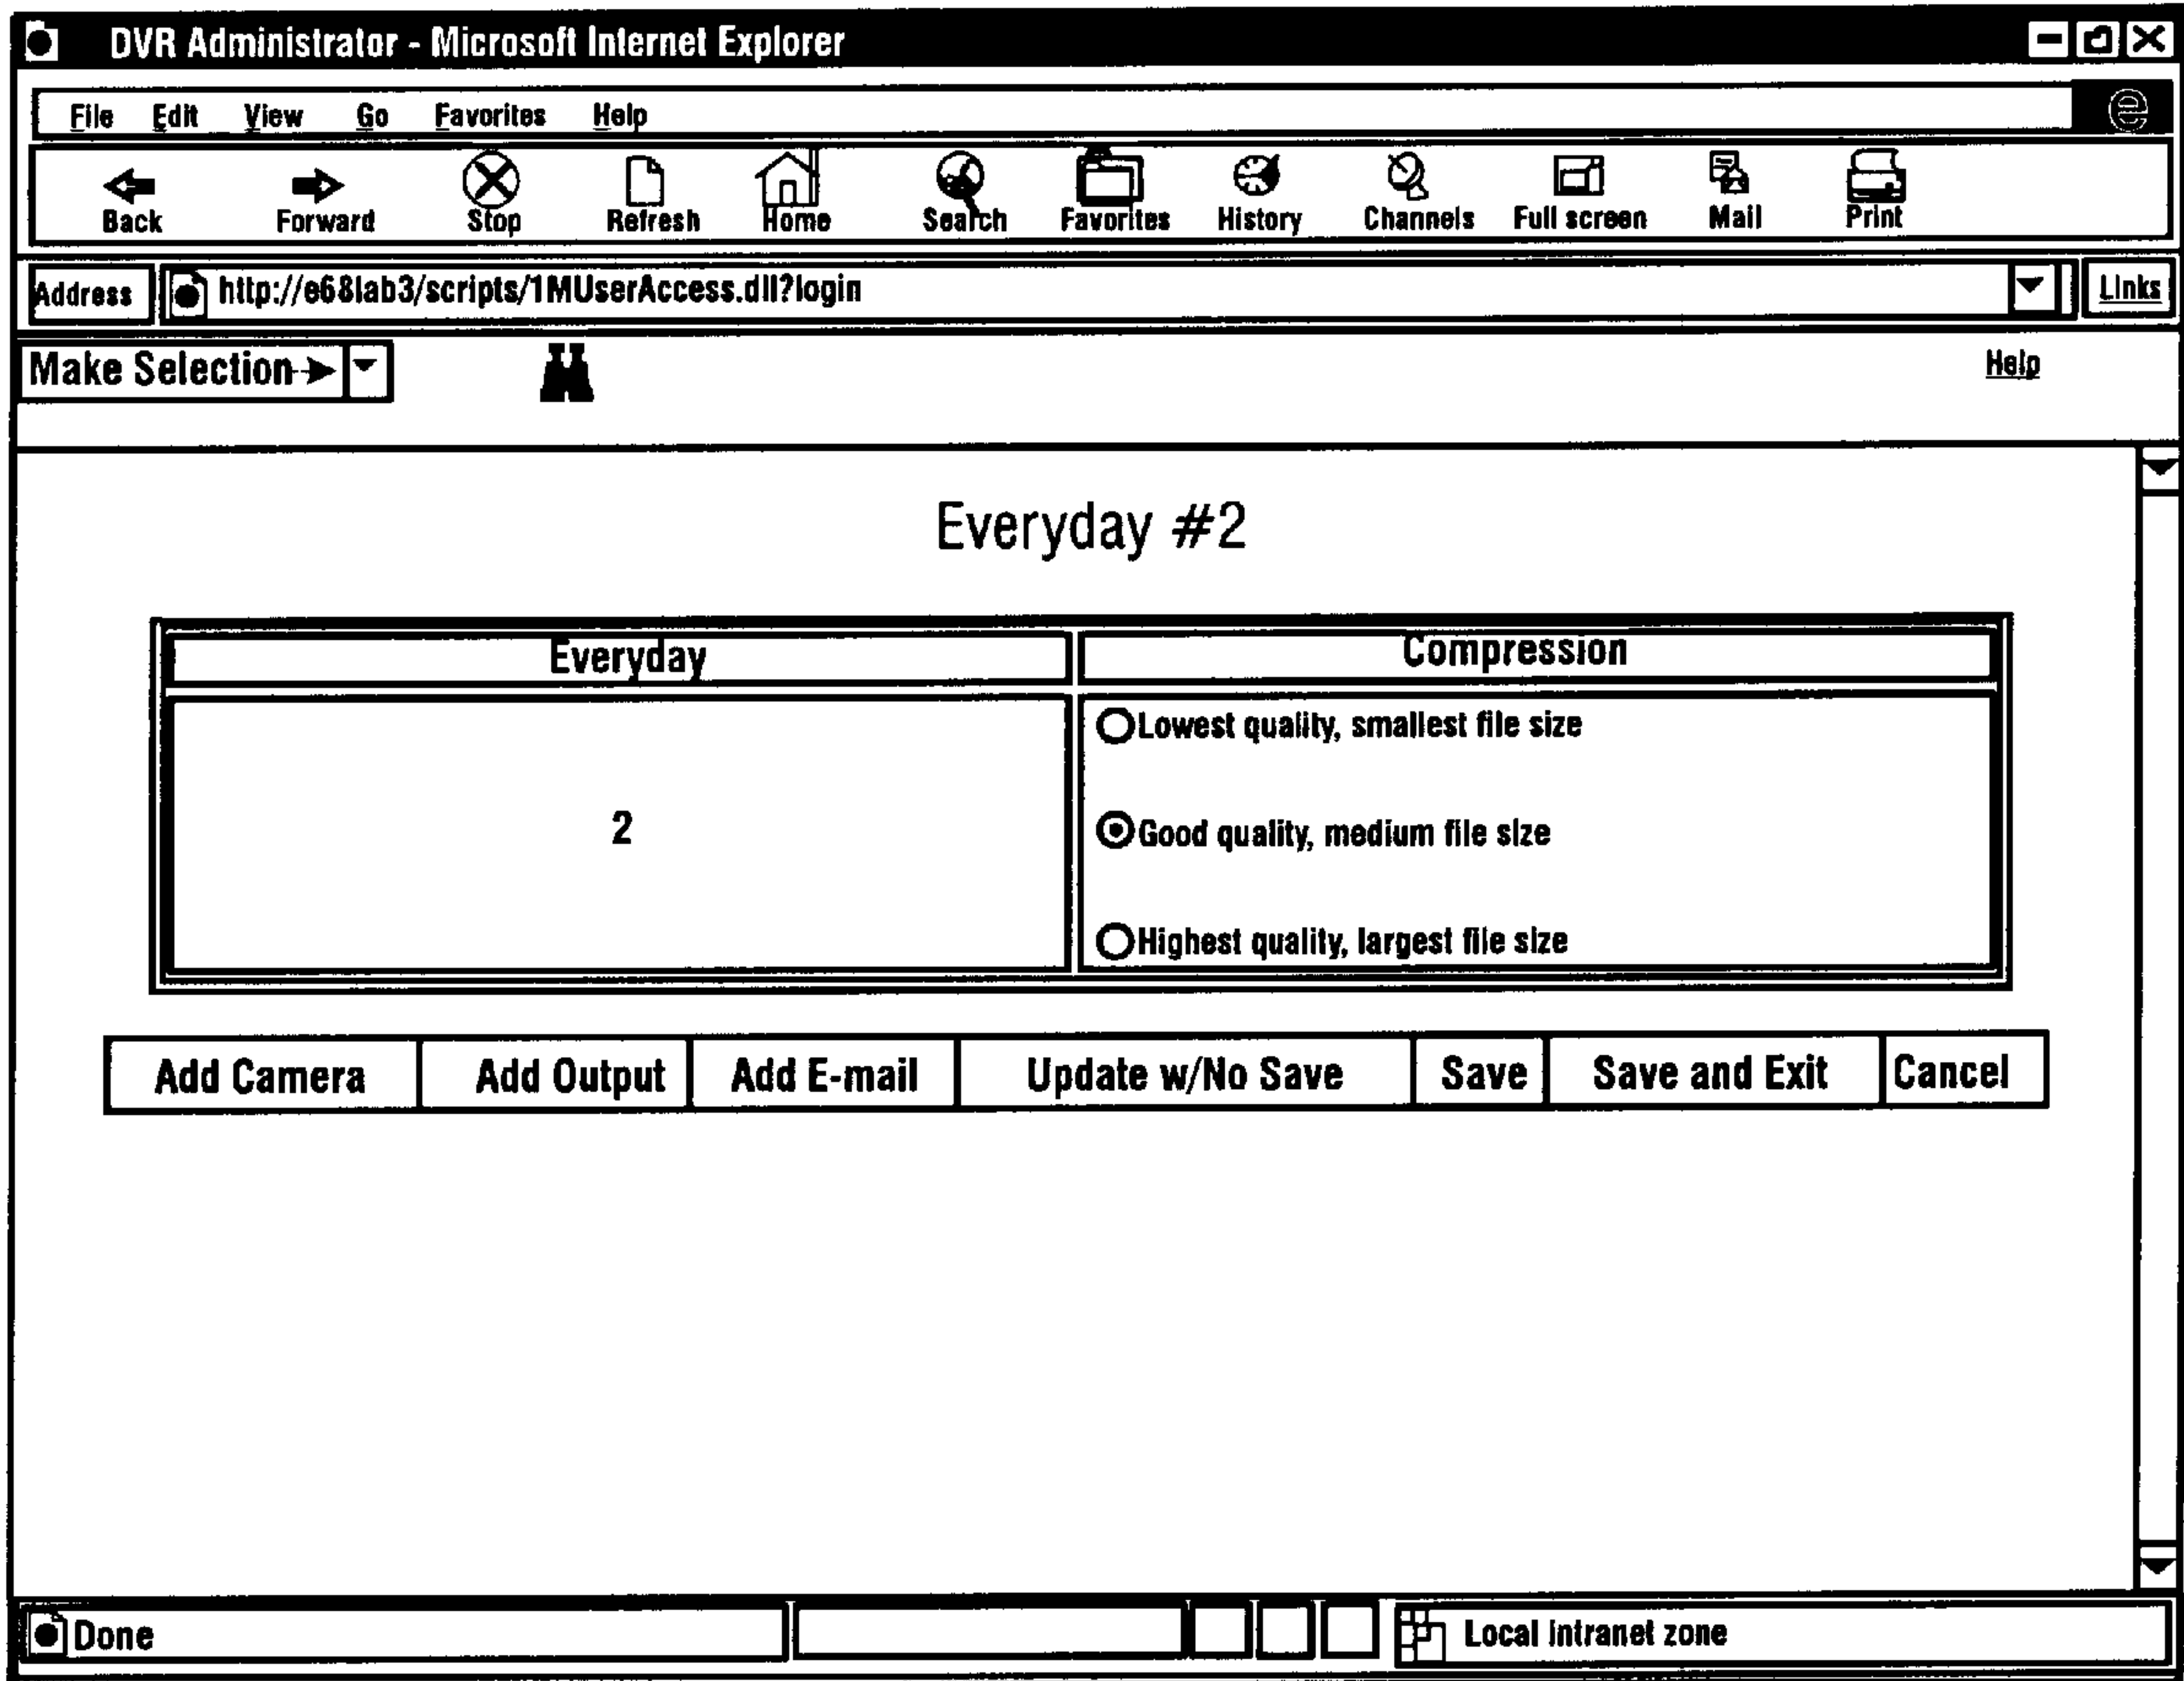 DVR Administrator - Microsoft Internet Explorer
File Edit View Go Favorites Help
Back Forward Stop Refresh Home Search Favorites History Channels Full screen Mail Print
Address http://e68lab3/scripts/1MUserAccess.dll?login Links
Make Selection Help
Everyday #2
Everyday Compression
Lowest quality, smallest file size
2 Good quality, medium file size
Highest quality, largest file size
Add Camera Add Output Add E-mail Update w/No Save Save Save and Exit Cancel
Done Local intranet zone